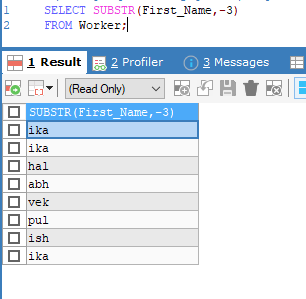 1 SELECT SUBSTR(First_Name,-3)
2 FROM Worker;
1 Result 2 Profiler 3 Messages
(Read Only)
SUBSTR(First_Name,-3)
ika
ika
hal
abh
vek
pul
ish
ika